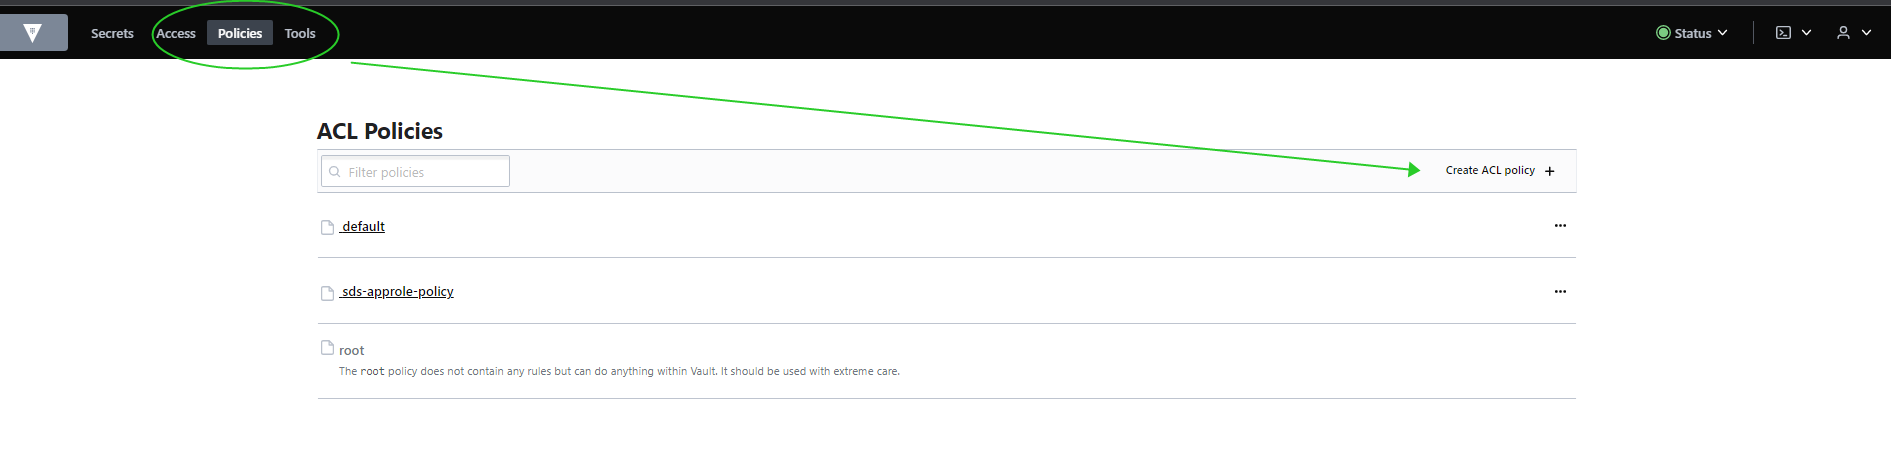 Secrets Access Policies Tools Status
ACL Policies
Filter policies Create ACL policy +
default
sds-approle-policy
root
The root policy does not contain any rules but can do anything within Vault. It should be used with extreme care.